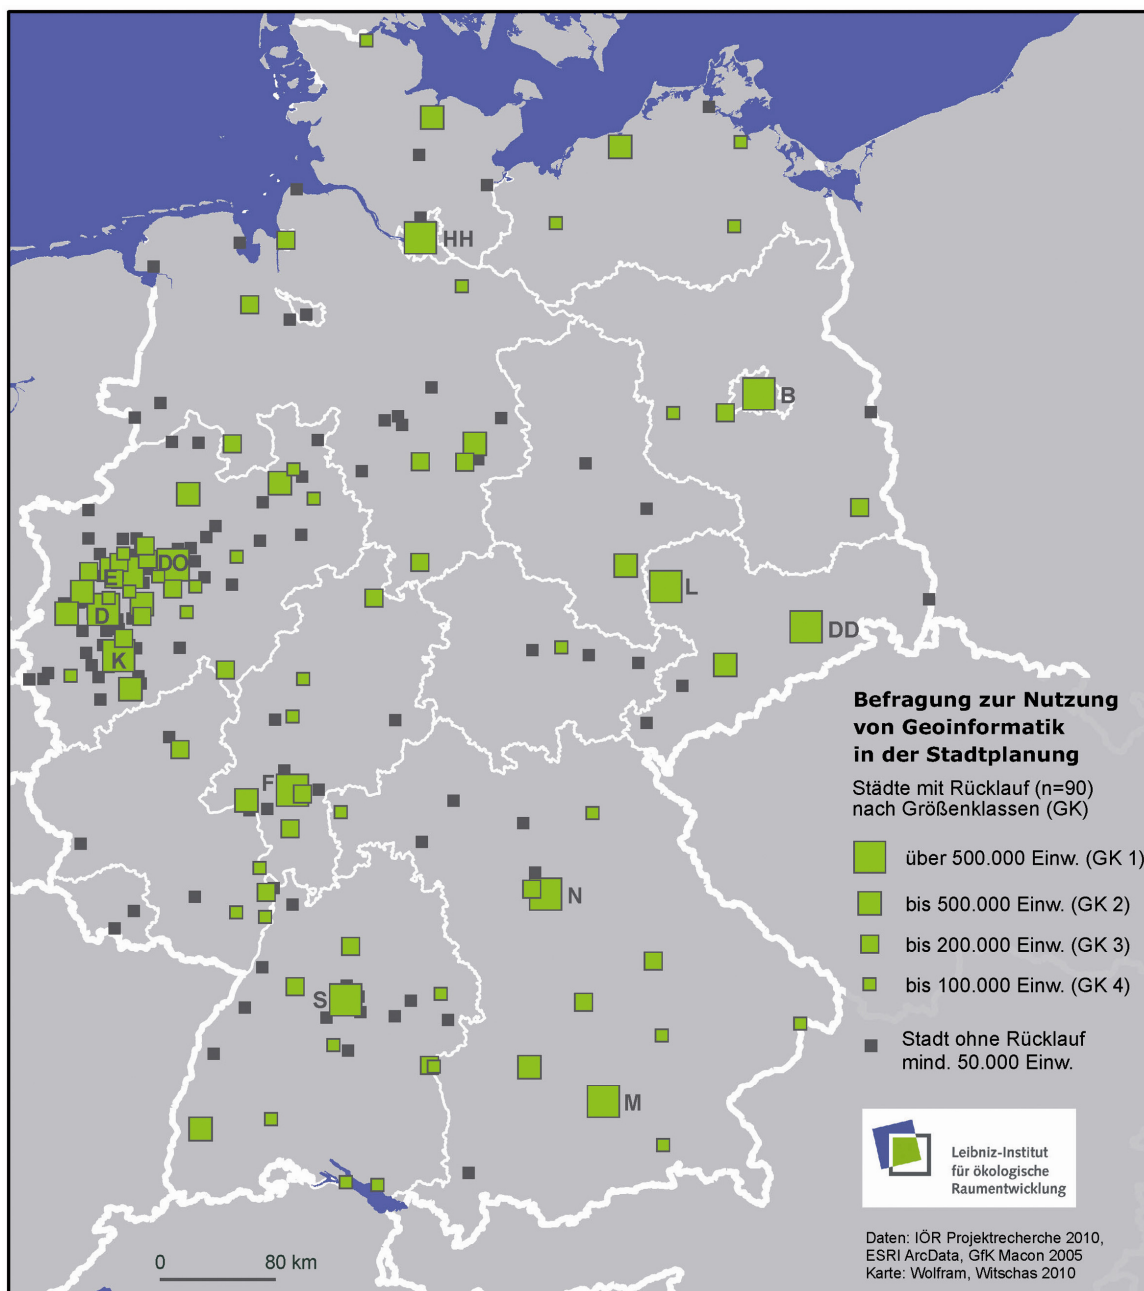 HH
B
DO
E
L
D
DD
K
F
N
S
M
Befragung zur Nutzung
von Geoinformatik
in der Stadtplanung
Städte mit Rücklauf (n=90)
nach Größenklassen (GK)
über 500.000 Einw. (GK 1)
bis 500.000 Einw. (GK 2)
bis 200.000 Einw. (GK 3)
bis 100.000 Einw. (GK 4)
Stadt ohne Rücklauf
mind. 50.000 Einw.
Leibniz-Institut
für ökologische
Raumentwicklung
Daten: IÖR Projektrecherche 2010,
ESRI ArcData, GfK Macon 2005
Karte: Wolfram, Witschas 2010
0 80 km